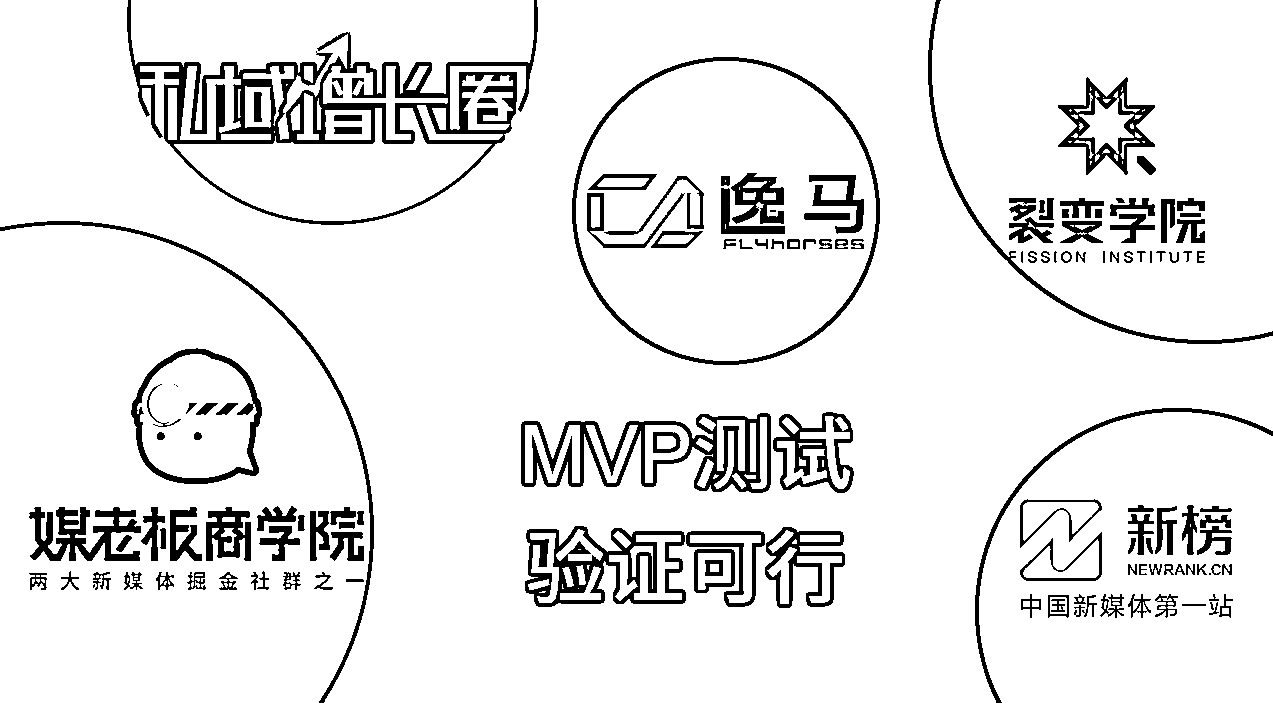 私域增长圈
逸马
FLYhorses
裂变学院
FISSION INSTITUTE
媒老板商学院
两大新媒体掘金社群之一
MVP测试
验证可行
新榜
NEWRANK.CN
中国新媒体第一站